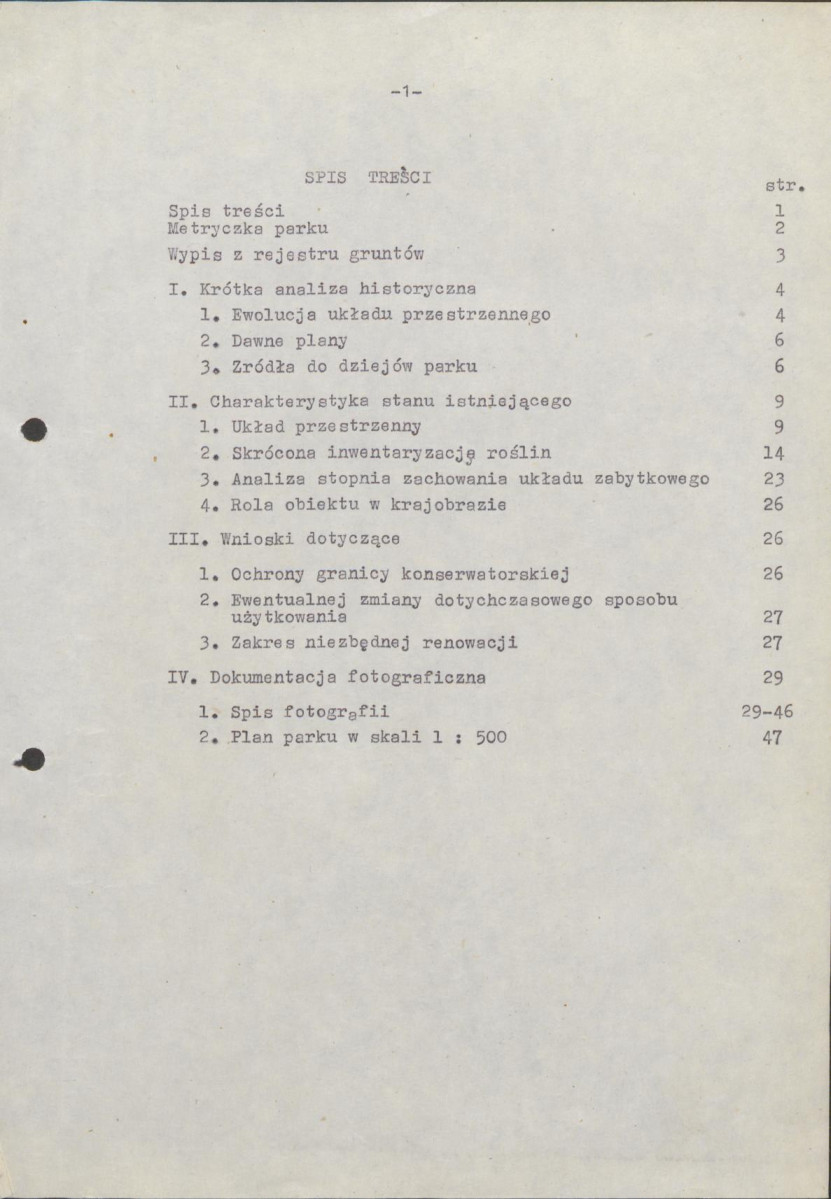 -1-
SPIS TREŚCI
str.
Spis treści 1
Metryczka parku 2
Wypis z rejestru gruntów 3
I. Krótka analiza historyczna 4
1. Ewolucja układu przestrzennego 4
2. Dawne plany 6
3. Zródła do dziejów parku 6
II. Charakterystyka stanu istniejącego 9
1. Układ przestrzenny 9
2. Skrócona inwentaryzację roślin 14
3. Analiza stopnia zachowania układu zabytkowego 23
4. Rola obiektu w krajobrazie 26
III. Wnioski dotyczące 26
1. Ochrony granicy konserwatorskiej 26
2. Ewentualnej zmiany dotychczasowego sposobu
użytkowania 27
3. Zakres niezbędnej renowacji 27
IV. Dokumentacja fotograficzna 29
1. Spis fotografii 29-46
2. Plan parku w skali 1 : 500 47